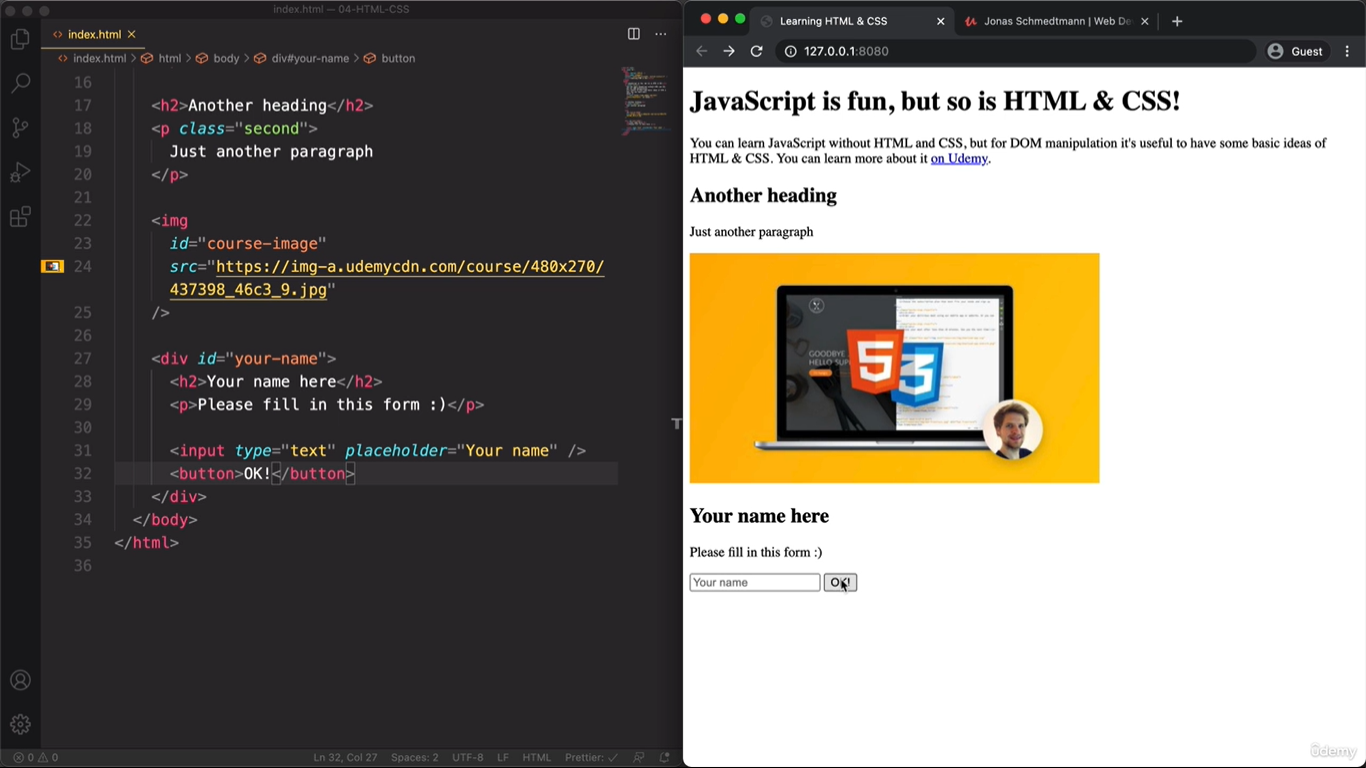 index.html — 04-HTML-CSS
index.html
index.html > html > body > div#your-name > button
16
17 <h2>Another heading</h2>
18 <p class="second">
19 Just another paragraph
20 </p>
21
22 <img
23 id="course-image"
24 src="https://img-a.udemycdn.com/course/480x270/
437398_46c3_9.jpg"
25 />
26
27 <div id="your-name">
28 <h2>Your name here</h2>
29 <p>Please fill in this form :)</p>
30
31 <input type="text" placeholder="Your name" />
32 <button>OK!</button>
33 </div>
34 </body>
35 </html>
36
0 0
Ln 32, Col 27 Spaces: 2 UTF-8 LF HTML Prettier: ✓
Learning HTML & CSS
Jonas Schmedtmann | Web De
127.0.0.1:8080
Guest
JavaScript is fun, but so is HTML & CSS!
You can learn JavaScript without HTML and CSS, but for DOM manipulation it's useful to have some basic ideas of
HTML & CSS. You can learn more about it on Udemy.
Another heading
Just another paragraph
GOODBYE
HELLO SUP
5
3
Your name here
Please fill in this form :)
Your name OK!
ûdemy